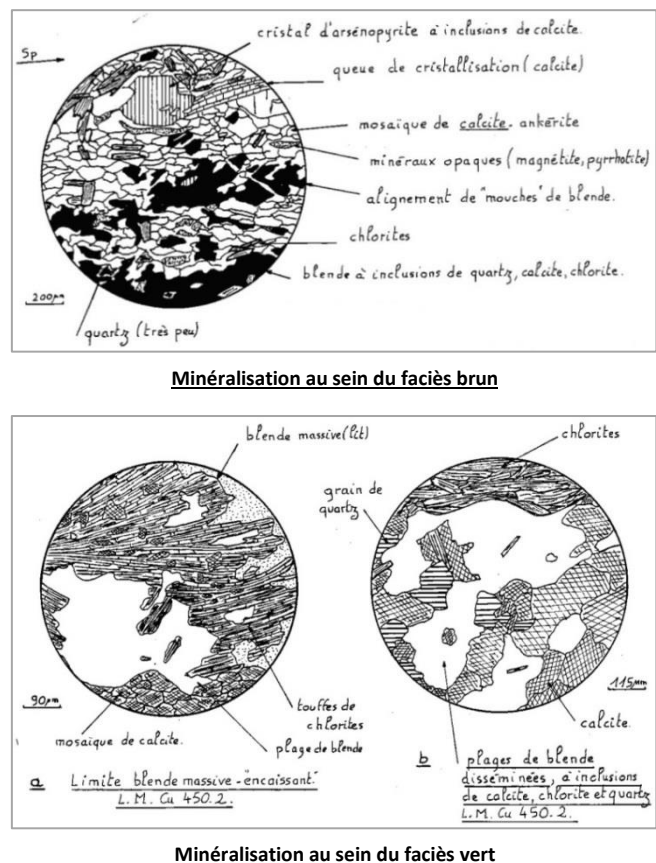 cristal d'arsénopyrite à inclusions de calcite.
Sp
queue de cristallisation (calcite)
mosaïque de calcite-ankérite
minéraux opaques (magnétite, pyrrhotite)
alignement de "mouches" de blende.
chlorites
blende à inclusions de quartz, calcite, chlorite.
200µm
quartz (très peu)
Minéralisation au sein du faciès brun
blende massive (lit)
chlorites
grain de
quartz
90µm
115µm
touffes de
chlorites
calcite.
mosaïque de calcite.
plage de blende
a Limite blende massive-"encaissant"
L.M. Cu 450.2.
b plages de blende
disséminées, à inclusions
de calcite, chlorite et quartz
L.M. Cu 450.2.
Minéralisation au sein du faciès vert